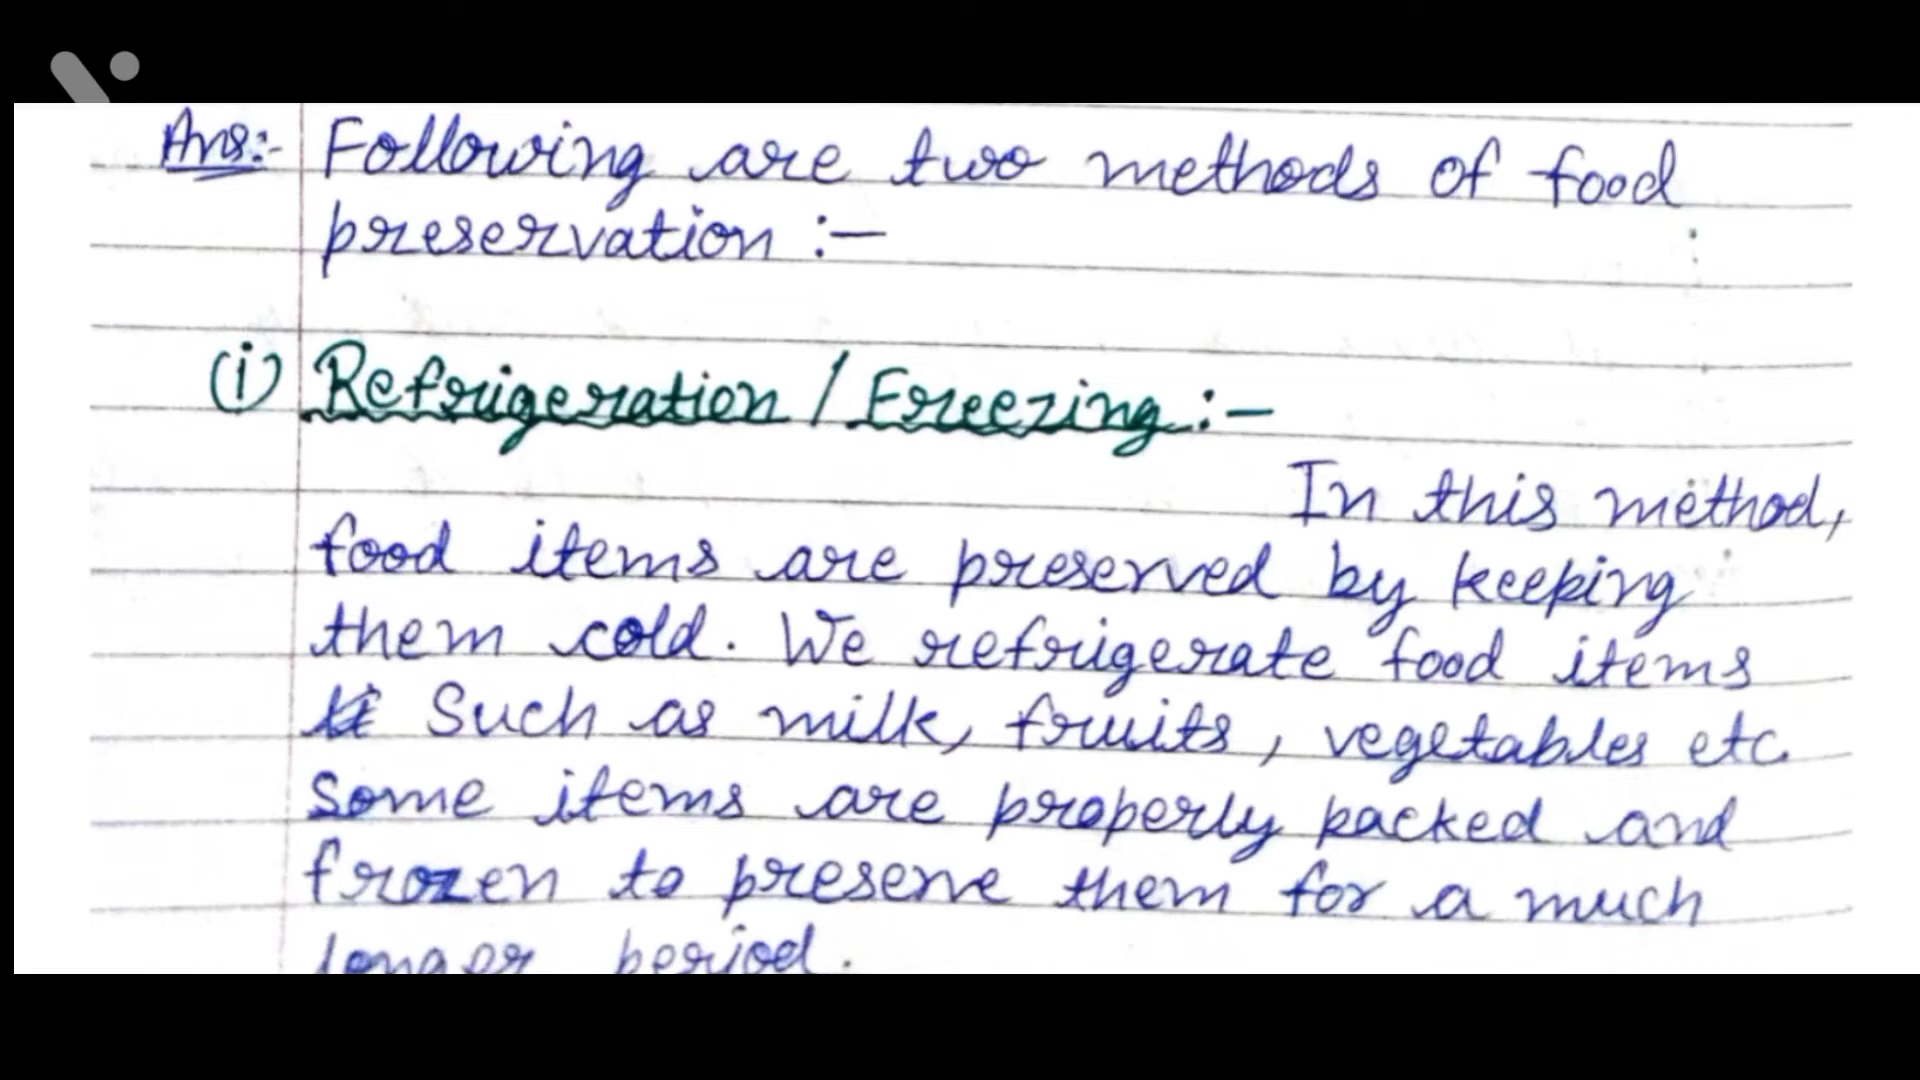 Ans:- Following are two methods of food
preservation :-
(i) Refrigeration / Freezing :-
In this method,
food items are preserved by keeping
them cold. We refrigerate food items
Such as milk, fruits, vegetables etc.
Some items are properly packed and
frozen to preserve them for a much
longer period.